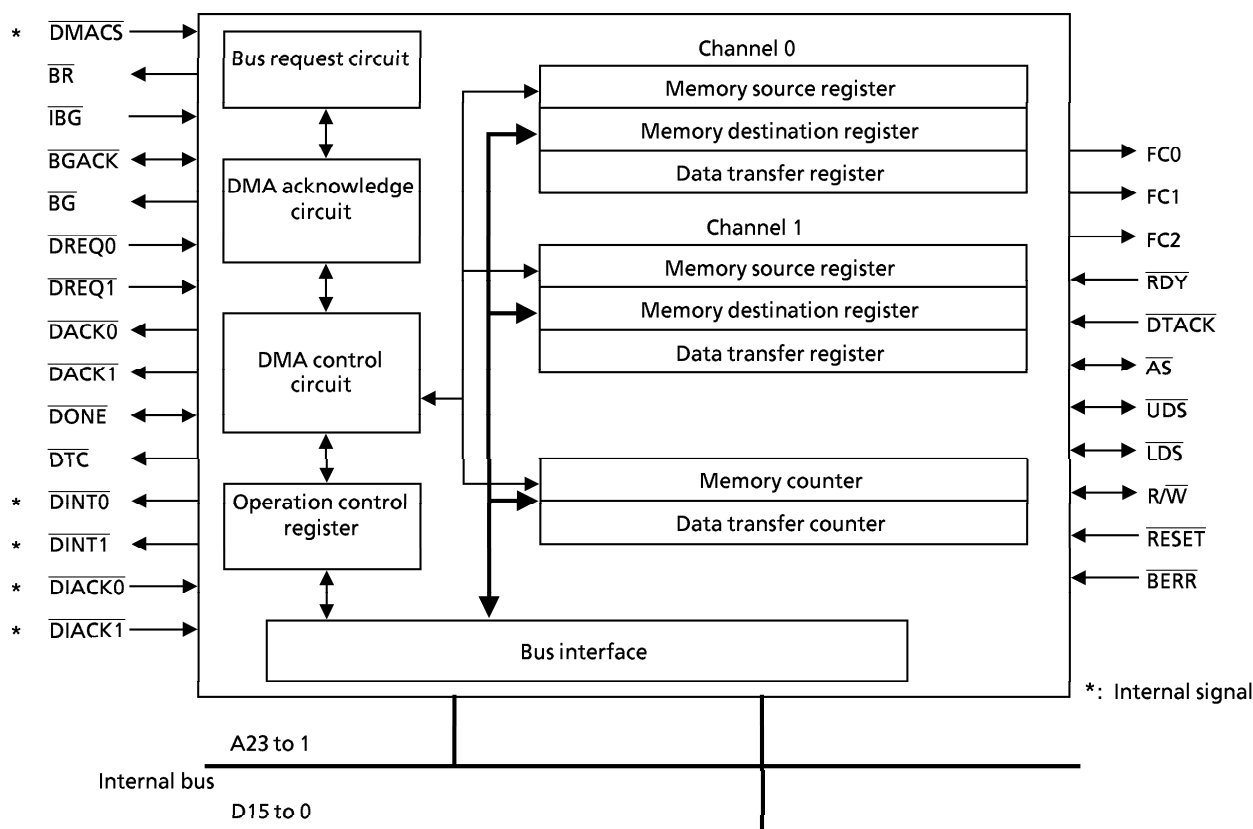 * DMACS
BR
IBG
BGACK
BG
DREQ0
DREQ1
DACK0
DACK1
DONE
DTC
* DINT0
* DINT1
* DIACK0
* DIACK1
Bus request circuit
DMA acknowledge
circuit
DMA control
circuit
Operation control
register
Channel 0
Memory source register
Memory destination register
Data transfer register
Channel 1
Memory source register
Memory destination register
Data transfer register
Memory counter
Data transfer counter
Bus interface
FC0
FC1
FC2
RDY
DTACK
AS
UDS
LDS
R/W
RESET
BERR
*: Internal signal
A23 to 1
Internal bus
D15 to 0